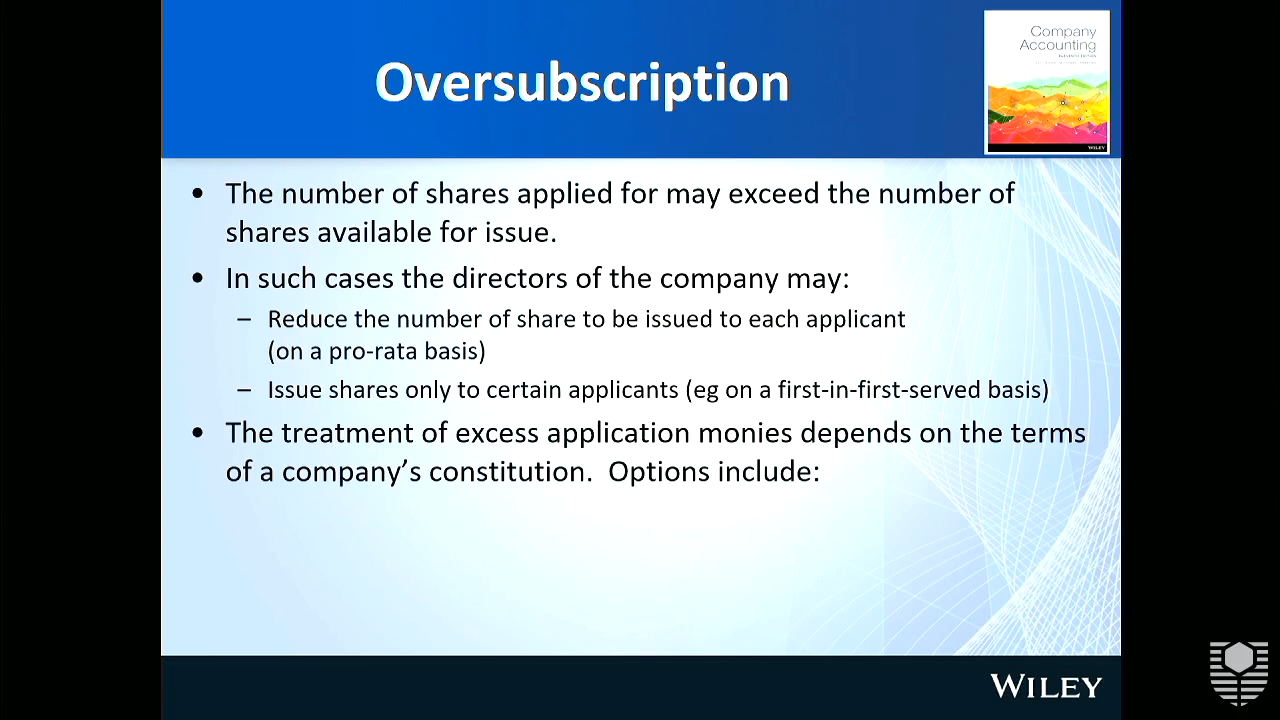 Oversubscription
Company
Accounting
WILEY
• The number of shares applied for may exceed the number of
shares available for issue.
• In such cases the directors of the company may:
– Reduce the number of share to be issued to each applicant
(on a pro-rata basis)
– Issue shares only to certain applicants (eg on a first-in-first-served basis)
• The treatment of excess application monies depends on the terms
of a company’s constitution.  Options include:
WILEY